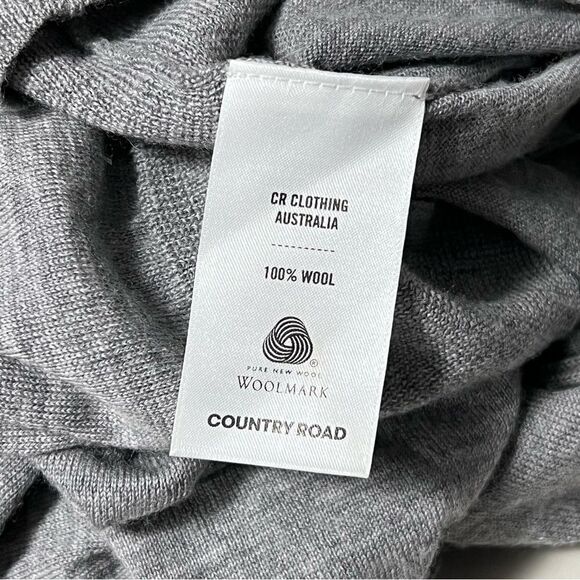 CR CLOTHING
AUSTRALIA
----------
100% WOOL
®
PURE NEW WOOL
WOOLMARK
COUNTRY ROAD